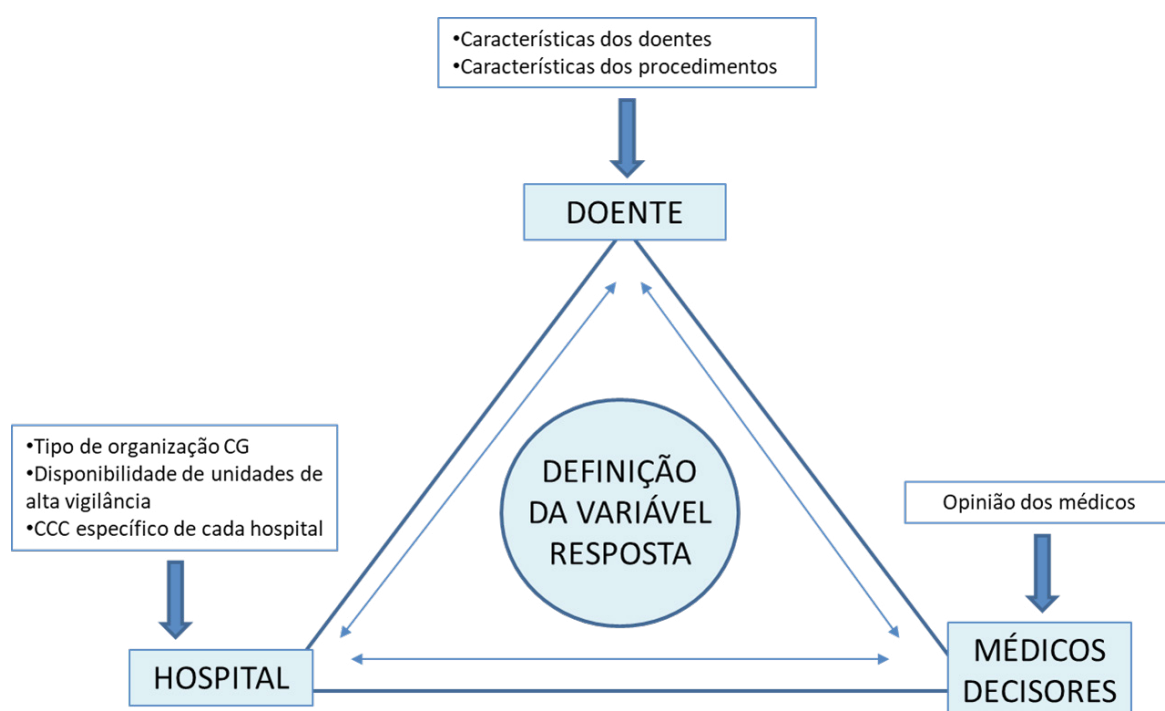 •Características dos doentes
•Características dos procedimentos
DOENTE
•Tipo de organização CG
•Disponibilidade de unidades de
alta vigilância
•CCC específico de cada hospital
DEFINIÇÃO
DA VARIÁVEL
RESPOSTA
Opinião dos médicos
HOSPITAL
MÉDICOS
DECISORES